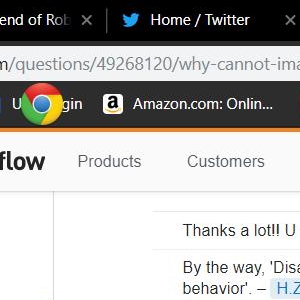 end of Rob
Home / Twitter
m/questions/49268120/why-cannot-ima
U gin
Amazon.com: Onlin...
flow
Products
Customers
Thanks a lot!! U
By the way, 'Disa
behavior'. – H.Z